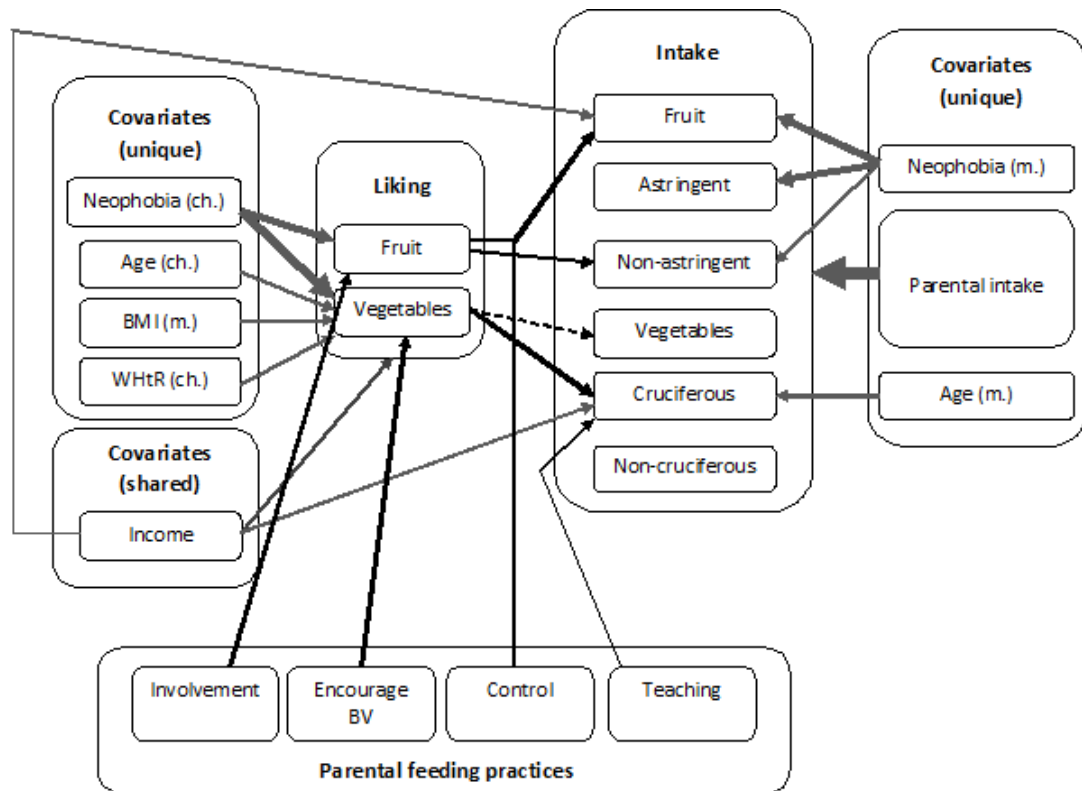 Covariates
(unique)
Neophobia (ch.)
Age (ch.)
BMI (m.)
WHtR (ch.)
Covariates
(shared)
Income
Liking
Fruit
Vegetables
Intake
Fruit
Astringent
Non-astringent
Vegetables
Cruciferous
Non-cruciferous
Covariates
(unique)
Neophobia (m.)
Parental intake
Age (m.)
Involvement
Encourage
BV
Control
Teaching
Parental feeding practices